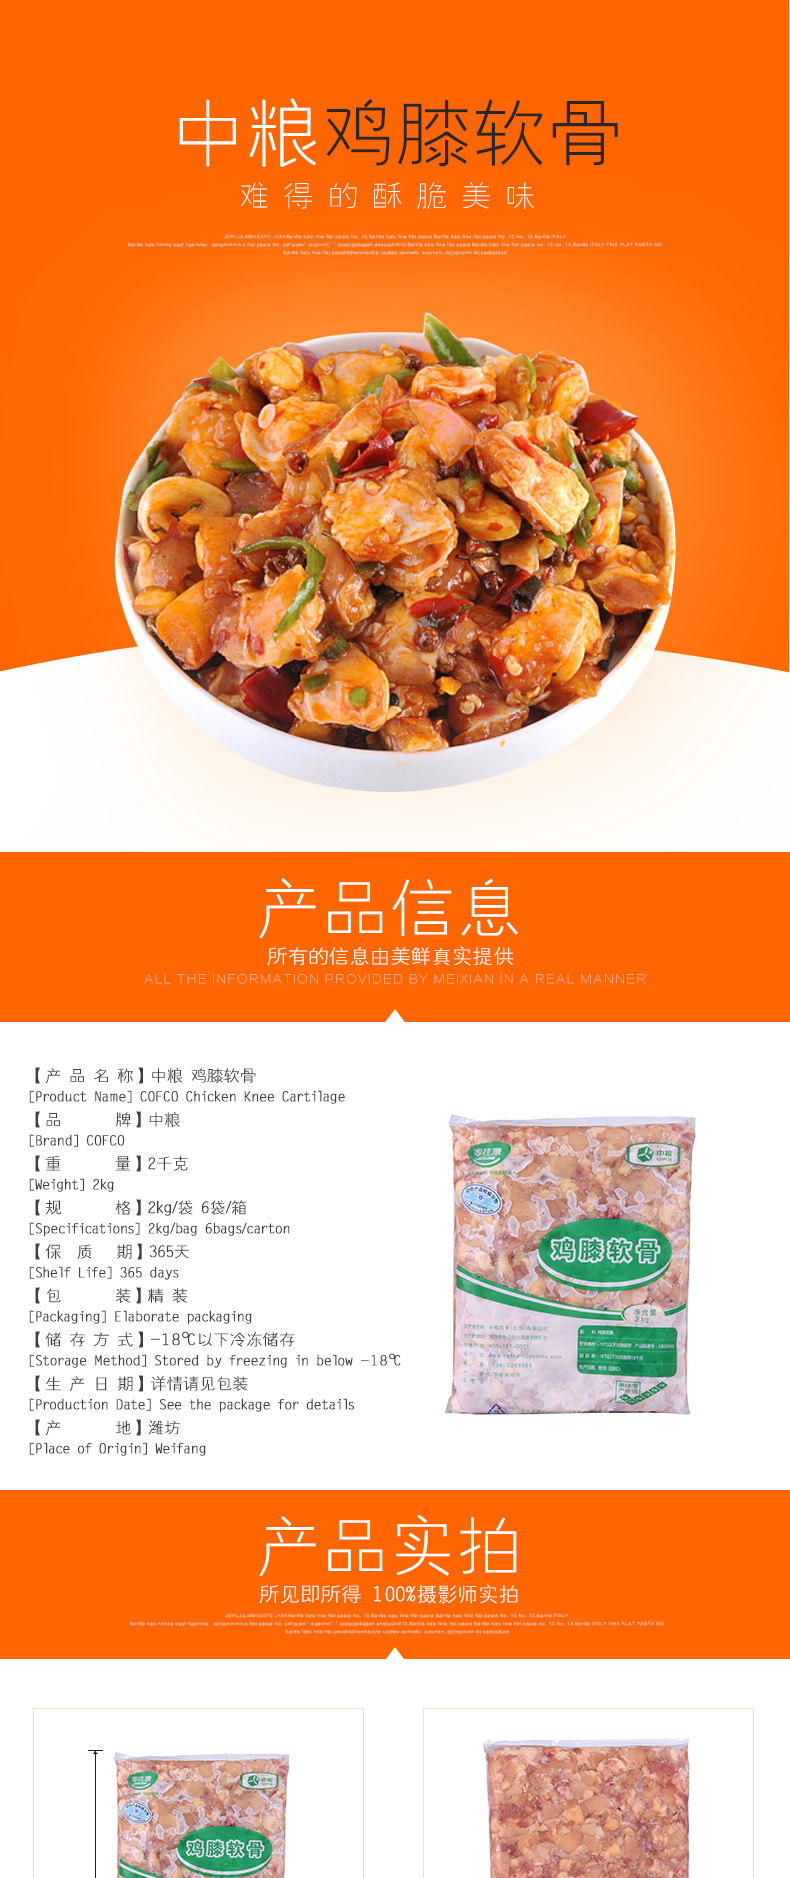 中粮鸡膝软骨
难得的酥脆美味
产品信息
所有的信息由美鲜真实提供
ALL THE INFORMATION PROVIDED BY MEIXIAN IN A REAL MANNER
【产品名称】中粮 鸡膝软骨
[Product Name] COFCO Chicken Knee Cartilage
【品牌】中粮
[Brand] COFCO
【重量】2千克
[Weight] 2kg
【规格】2kg/袋 6袋/箱
[Specifications] 2kg/bag 6bags/carton
【保质期】365天
[Shelf Life] 365 days
【包装】精 装
[Packaging] Elaborate packaging
【储存方式】-18℃以下冷冻储存
[Storage Method] Stored by freezing in below -18℃
【生产日期】详情请见包装
[Production Date] See the package for details
【产地】潍坊
[Place of Origin] Weifang
中粮
COFCO
鸡膝软骨
净含量
2kg
产品实拍
所见即所得 100%摄影师实拍
中粮
鸡膝软骨